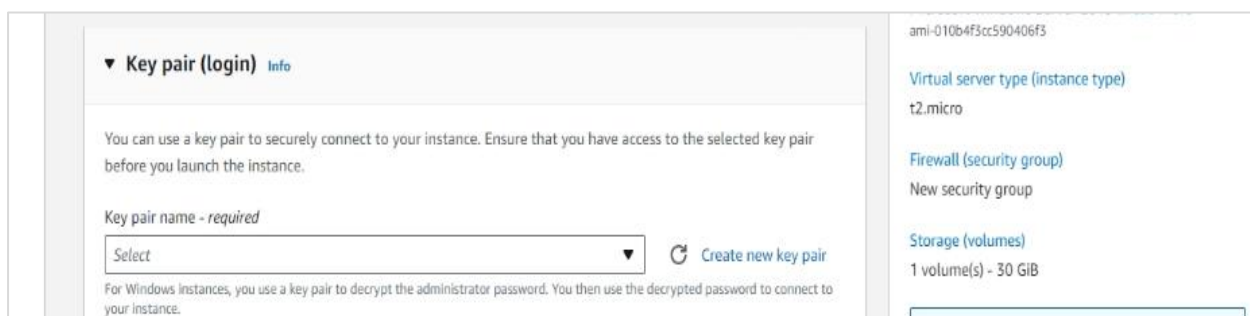 ami-010b4f3cc590406f3
▼ Key pair (login) Info
Virtual server type (instance type)
t2.micro
You can use a key pair to securely connect to your instance. Ensure that you have access to the selected key pair
before you launch the instance.
Firewall (security group)
New security group
Key pair name - required
Select
Create new key pair
Storage (volumes)
1 volume(s) - 30 GiB
For Windows instances, you use a key pair to decrypt the administrator password. You then use the decrypted password to connect to
your instance.